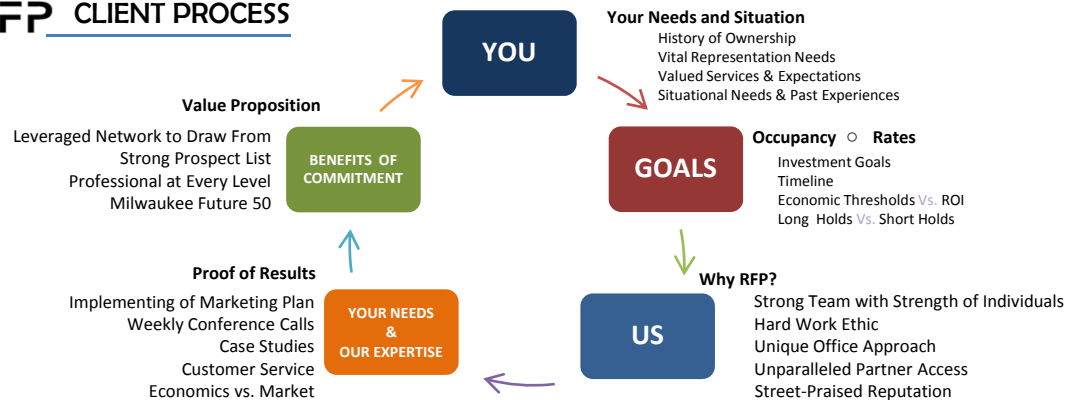 FP CLIENT PROCESS
YOU
Your Needs and Situation
History of Ownership
Vital Representation Needs
Valued Services & Expectations
Situational Needs & Past Experiences
GOALS
Occupancy ○ Rates
Investment Goals
Timeline
Economic Thresholds Vs. ROI
Long Holds Vs. Short Holds
US
Why RFP?
Strong Team with Strength of Individuals
Hard Work Ethic
Unique Office Approach
Unparalleled Partner Access
Street-Praised Reputation
YOUR NEEDS
&
OUR EXPERTISE
Proof of Results
Implementing of Marketing Plan
Weekly Conference Calls
Case Studies
Customer Service
Economics vs. Market
BENEFITS OF
COMMITMENT
Value Proposition
Leveraged Network to Draw From
Strong Prospect List
Professional at Every Level
Milwaukee Future 50